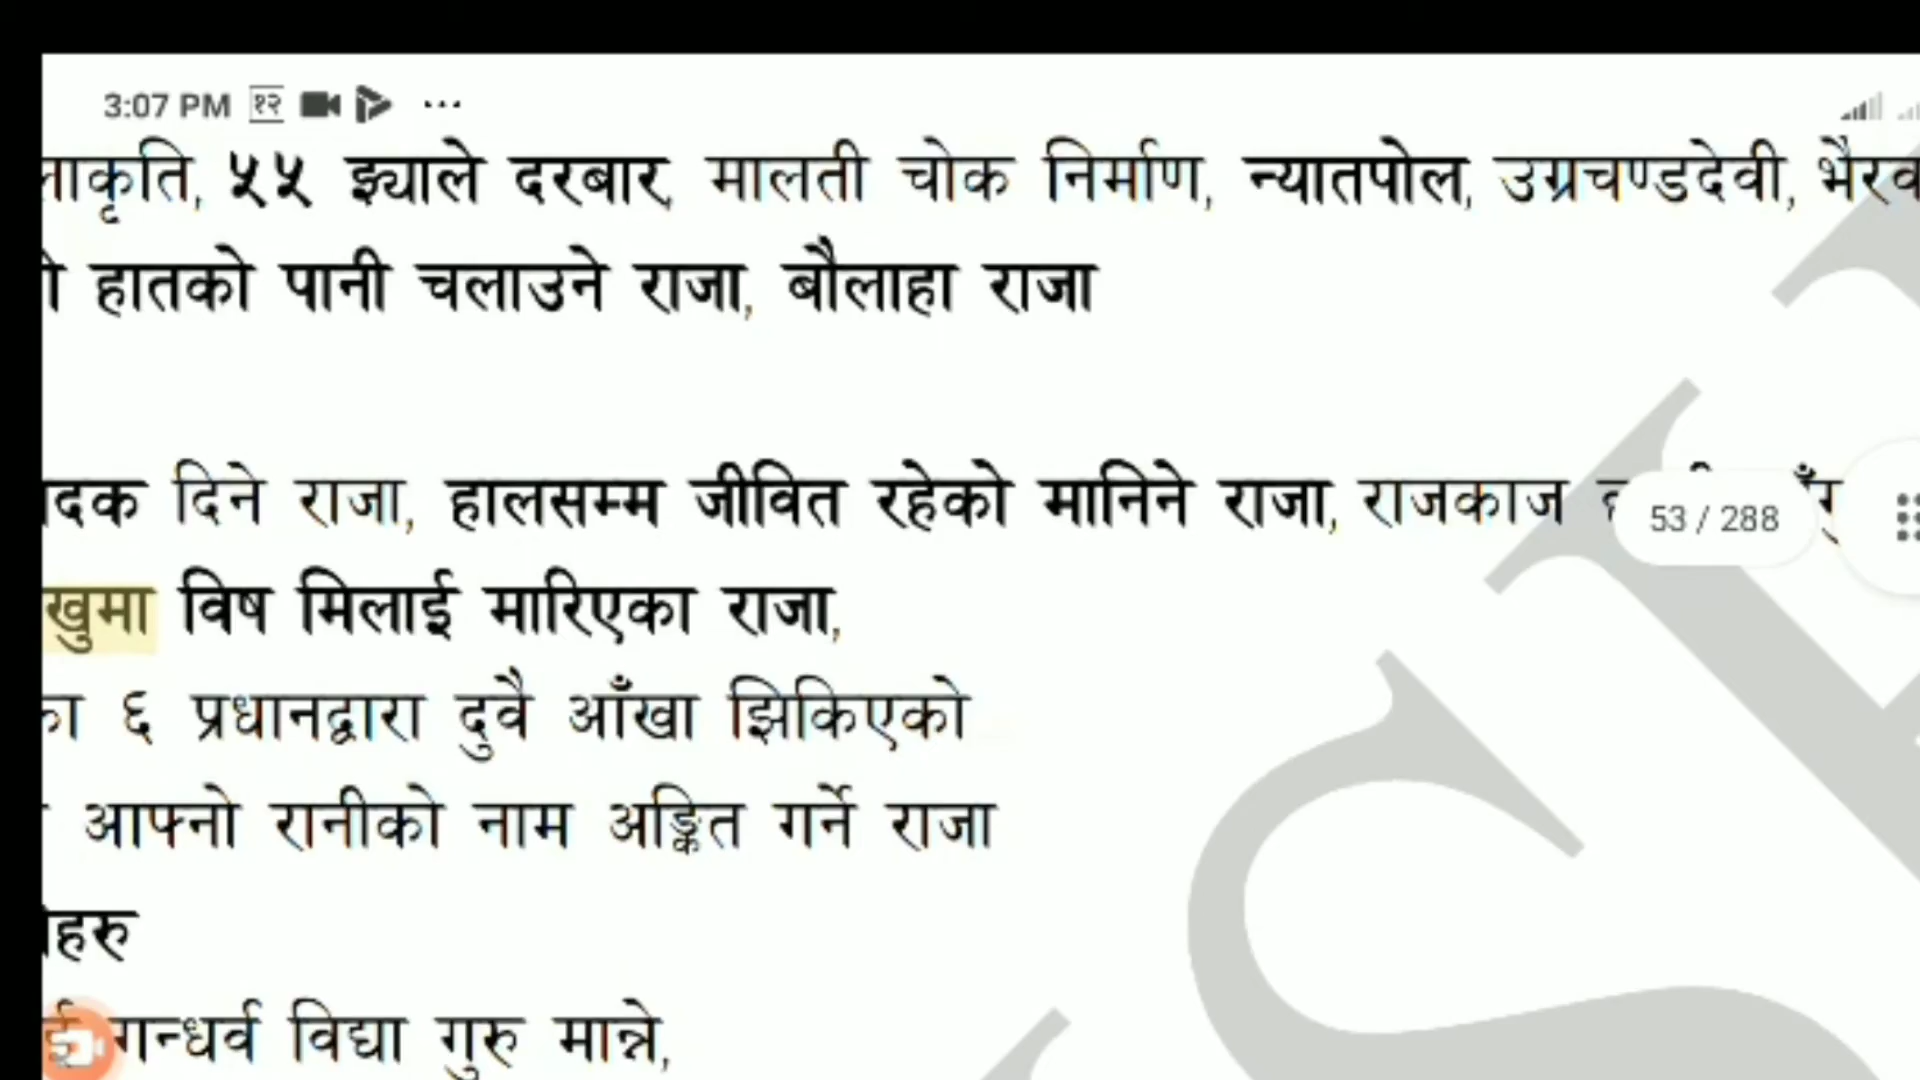 3:07 PM १२ ...
लाकृति, ५५ झ्याले दरबार, मालती चोक निर्माण, न्यातपोल, उग्रचण्डदेवी, भैरव
हातको पानी चलाउने राजा, बौलाहा राजा
दक दिने राजा, हालसम्म जीवित रहेको मानिने राजा, राजकाज
53 / 288
खुमा विष मिलाई मारिएका राजा,
६ प्रधानद्वारा दुवै आँखा झिकिएको
आफ्नो रानीको नाम अङ्कित गर्ने राजा
हरु
गन्धर्व विद्या गुरु मान्ने,